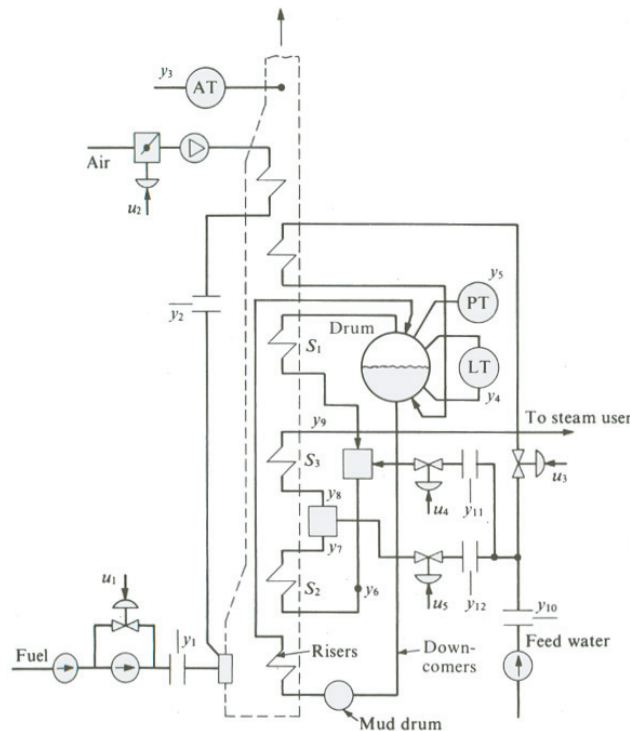 y3
AT
Air
u2
y2
y5
PT
Drum
LT
y4
S1
To steam user
y9
S3
u3
y8
u4
y11
y7
y6
S2
u5
y12
y10
u1
y1
Fuel
Risers
Down-
comers
Feed water
Mud drum